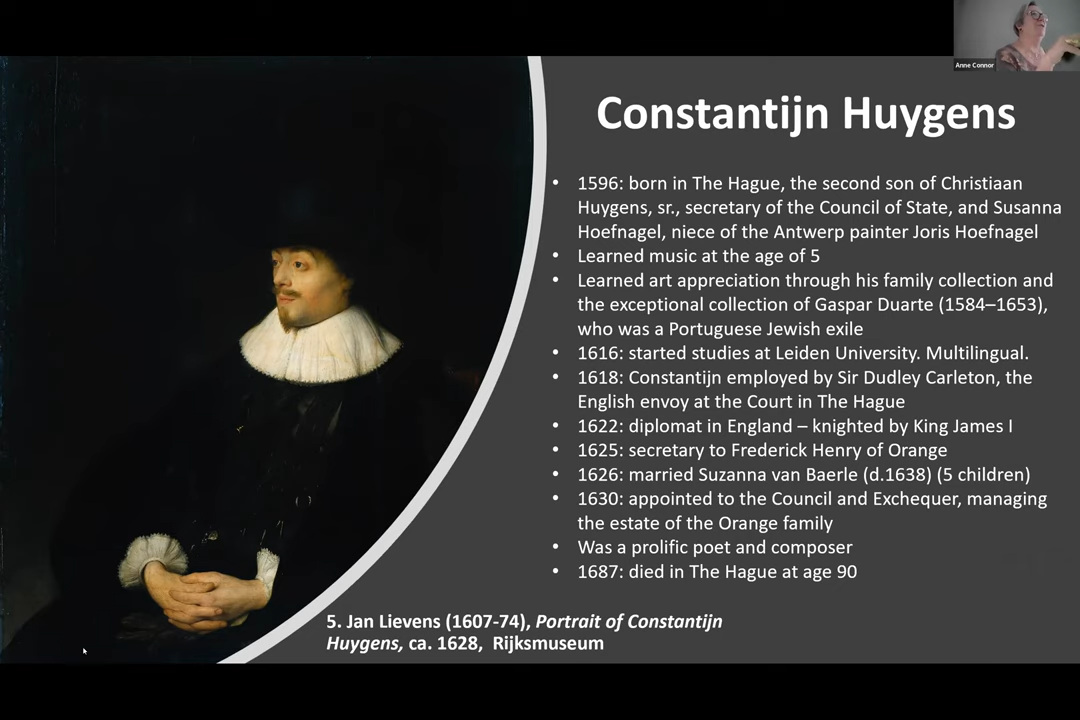 Anne Connor
Constantijn Huygens
• 1596: born in The Hague, the second son of Christiaan
Huygens, sr., secretary of the Council of State, and Susanna
Hoefnagel, niece of the Antwerp painter Joris Hoefnagel
• Learned music at the age of 5
• Learned art appreciation through his family collection and
the exceptional collection of Gaspar Duarte (1584–1653),
who was a Portuguese Jewish exile
• 1616: started studies at Leiden University. Multilingual.
• 1618: Constantijn employed by Sir Dudley Carleton, the
English envoy at the Court in The Hague
• 1622: diplomat in England – knighted by King James I
• 1625: secretary to Frederick Henry of Orange
• 1626: married Suzanna van Baerle (d.1638) (5 children)
• 1630: appointed to the Council and Exchequer, managing
the estate of the Orange family
• Was a prolific poet and composer
• 1687: died in The Hague at age 90
5. Jan Lievens (1607-74), Portrait of Constantijn
Huygens, ca. 1628, Rijksmuseum